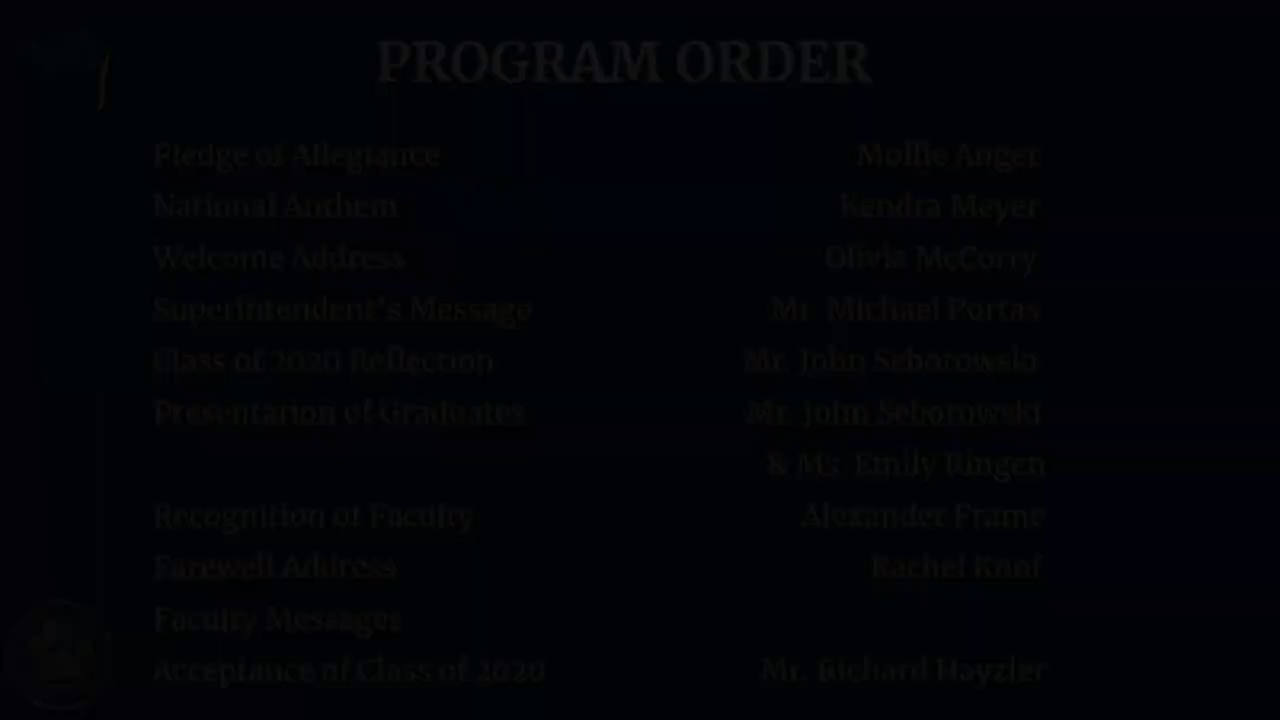 PROGRAM ORDER
Pledge of Allegiance Mollie Anger
National Anthem Kendra Meyer
Welcome Address Olivia McCorry
Superintendent's Message Mr. Michael Portas
Class of 2020 Reflection Mr. John Seborowski
Presentation of Graduates Mr. John Seborowski
& Ms. Emily Ringen
Recognition of Faculty Alexander Frame
Farewell Address Rachel
Faculty Messages
Acceptance of Class of 2020 Mr. Richard Hayzler